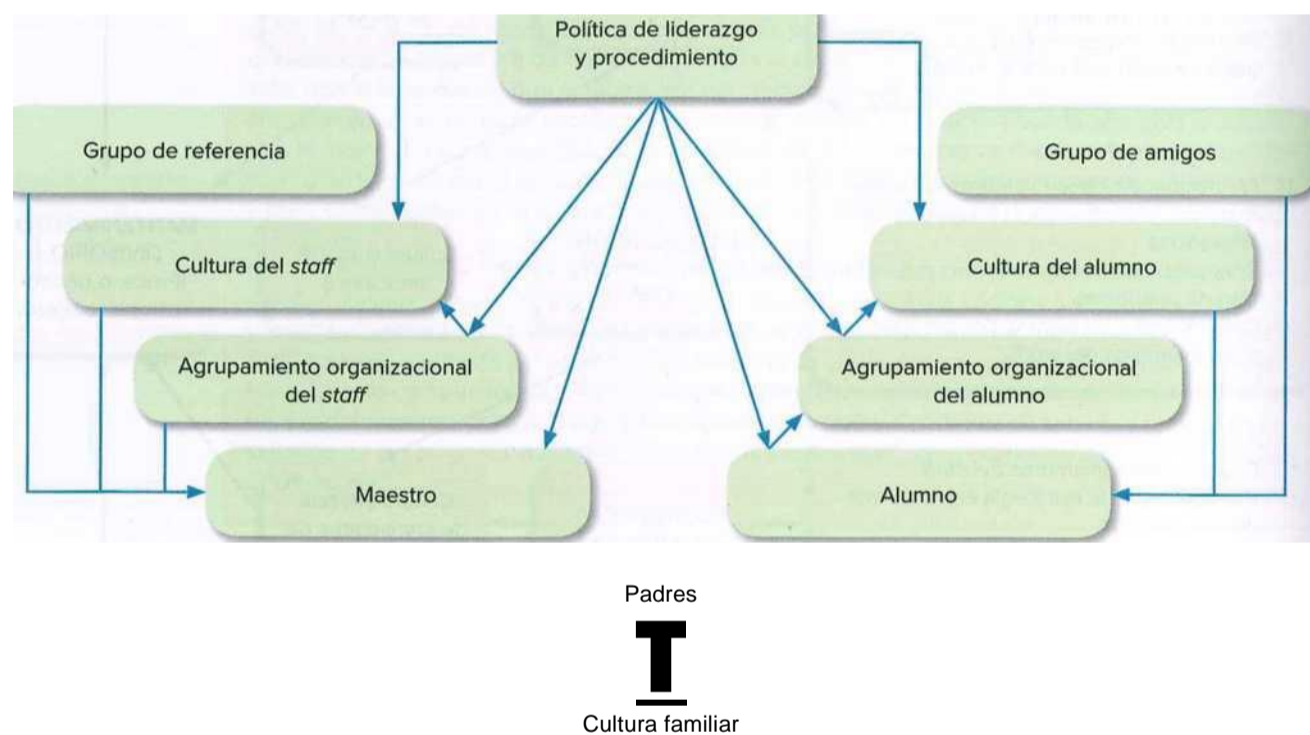 Política de liderazgo
y procedimiento
Grupo de referencia
Grupo de amigos
Cultura del staff
Cultura del alumno
Agrupamiento organizacional
del staff
Agrupamiento organizacional
del alumno
Maestro
Alumno
Padres
Cultura familiar